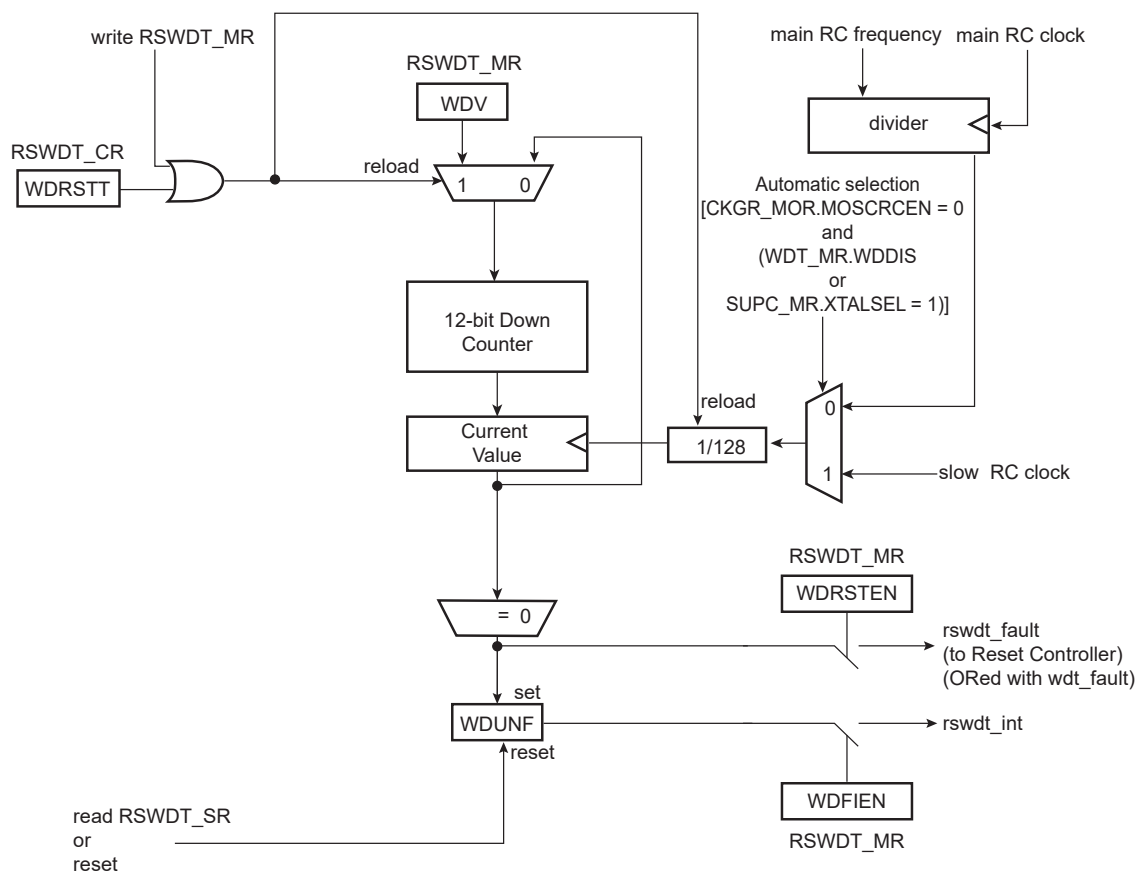 write RSWDT_MR
main RC frequency
main RC clock
RSWDT_MR
WDV
divider
RSWDT_CR
WDRSTT
reload
1 0
Automatic selection
[CKGR_MOR.MOSCRCEN = 0
and
(WDT_MR.WDDIS
or
SUPC_MR.XTALSEL = 1)]
12-bit Down
Counter
reload
0
Current
Value
1/128
1
slow RC clock
RSWDT_MR
WDRSTEN
= 0
rswdt_fault
(to Reset Controller)
(ORed with wdt_fault)
set
WDUNF
rswdt_int
reset
WDFIEN
RSWDT_MR
read RSWDT_SR
or
reset